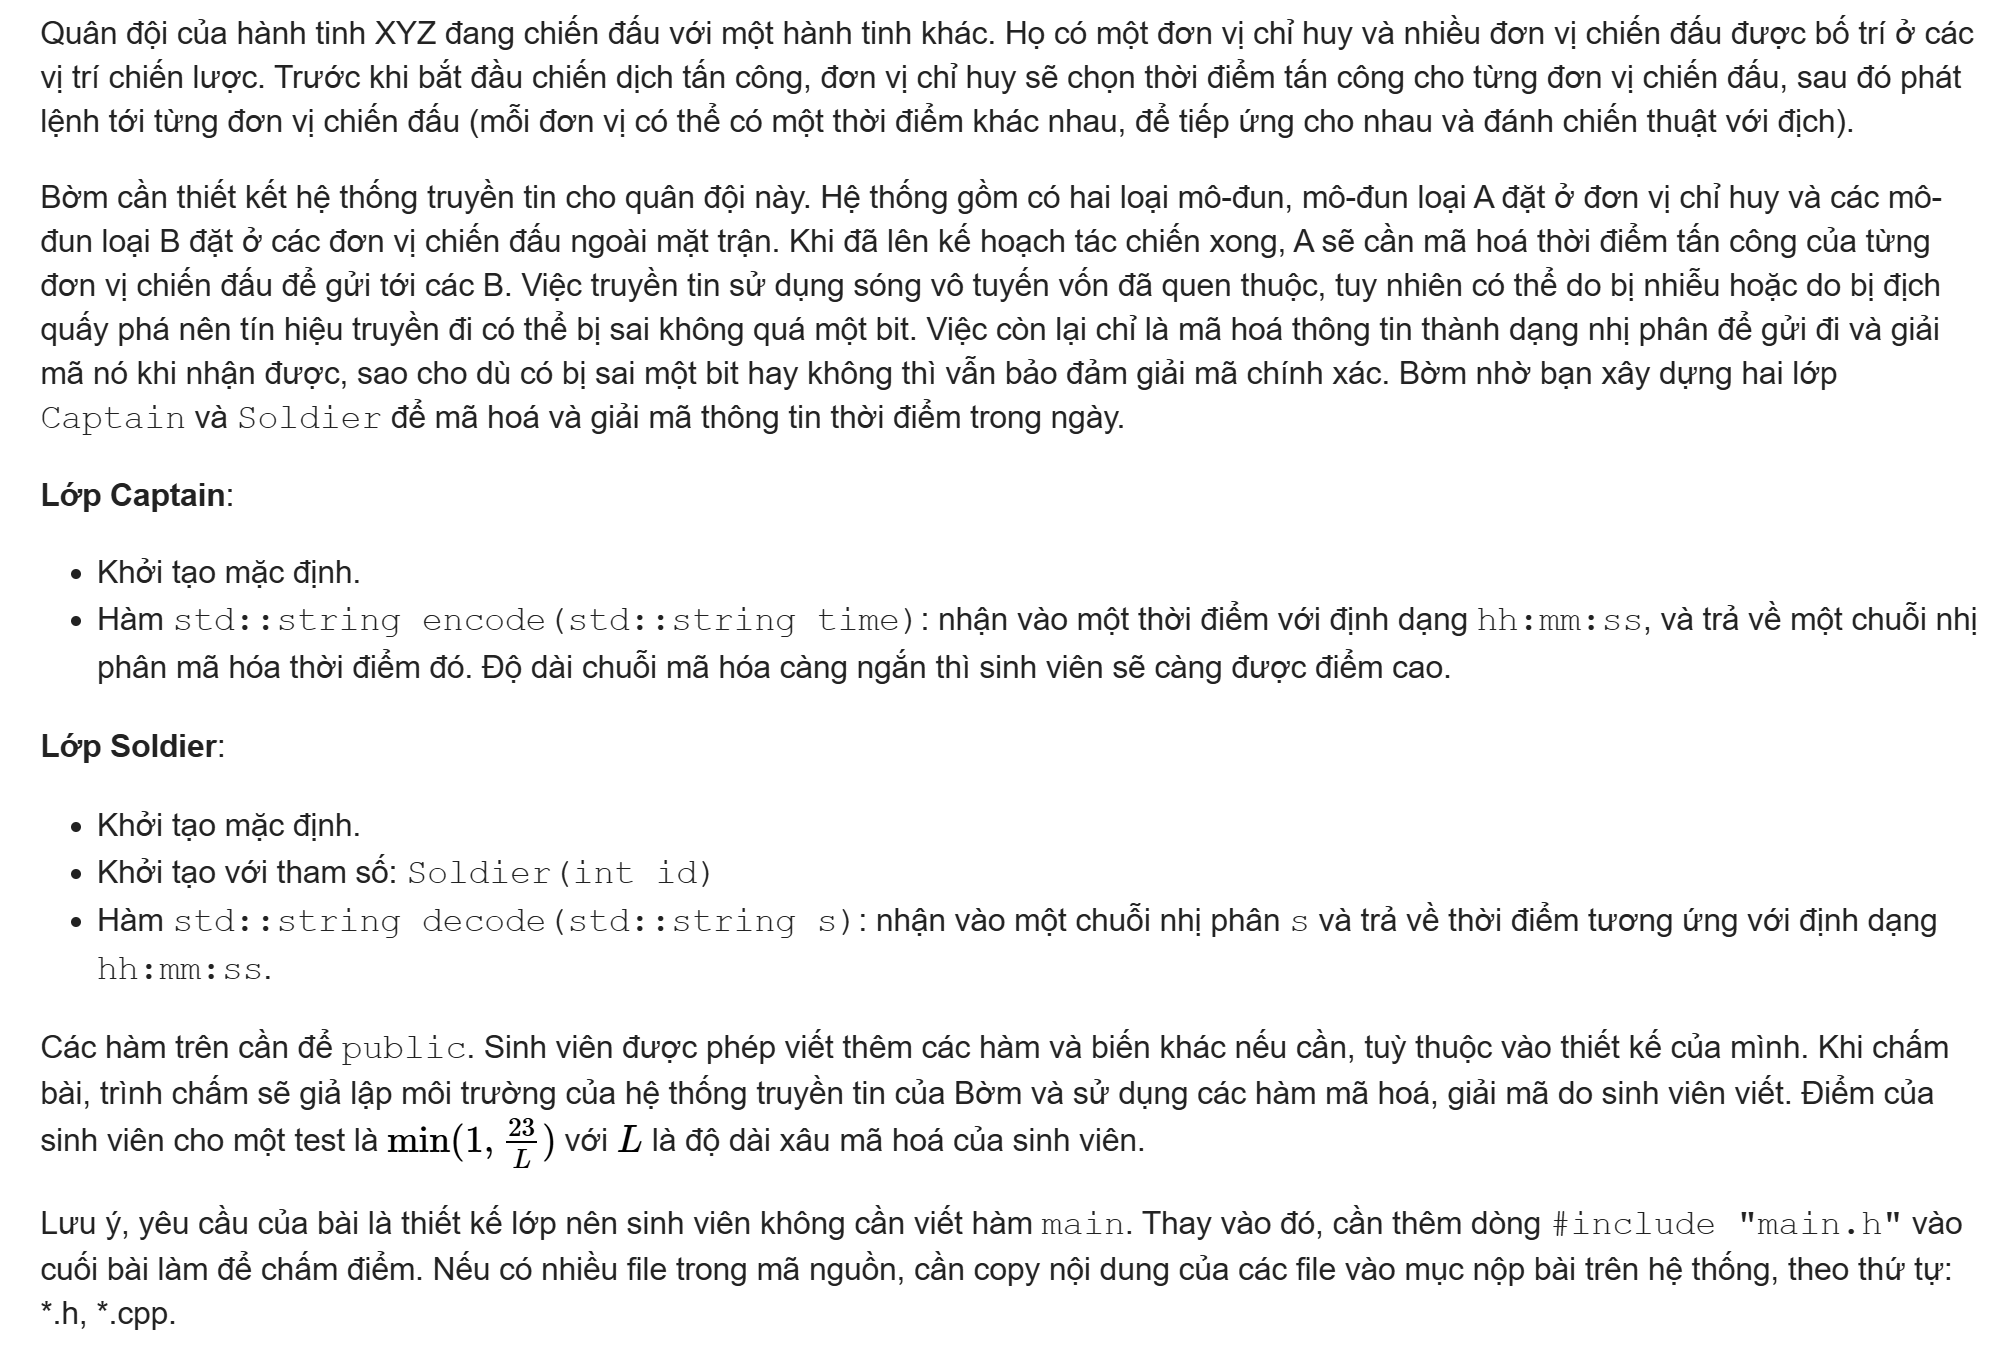 Quân đội của hành tinh XYZ đang chiến đấu với một hành tinh khác. Họ có một đơn vị chỉ huy và nhiều đơn vị chiến đấu được bố trí ở các
vị trí chiến lược. Trước khi bắt đầu chiến dịch tấn công, đơn vị chỉ huy sẽ chọn thời điểm tấn công cho từng đơn vị chiến đấu, sau đó phát
lệnh tới từng đơn vị chiến đấu (mỗi đơn vị có thể có một thời điểm khác nhau, để tiếp ứng cho nhau và đánh chiến thuật với địch).
Bờm cần thiết kết hệ thống truyền tin cho quân đội này. Hệ thống gồm có hai loại mô-đun, mô-đun loại A đặt ở đơn vị chỉ huy và các mô-
đun loại B đặt ở các đơn vị chiến đấu ngoài mặt trận. Khi đã lên kế hoạch tác chiến xong, A sẽ cần mã hoá thời điểm tấn công của từng
đơn vị chiến đấu để gửi tới các B. Việc truyền tin sử dụng sóng vô tuyến vốn đã quen thuộc, tuy nhiên có thể do bị nhiễu hoặc do bị địch
quấy phá nên tín hiệu truyền đi có thể bị sai không quá một bit. Việc còn lại chỉ là mã hoá thông tin thành dạng nhị phân để gửi đi và giải
mã nó khi nhận được, sao cho dù có bị sai một bit hay không thì vẫn bảo đảm giải mã chính xác. Bờm nhờ bạn xây dựng hai lớp
Captain và Soldier để mã hoá và giải mã thông tin thời điểm trong ngày.
Lớp Captain:
• Khởi tạo mặc định.
• Hàm std::string encode(std::string time): nhận vào một thời điểm với định dạng hh:mm:ss, và trả về một chuỗi nhị
phân mã hóa thời điểm đó. Độ dài chuỗi mã hóa càng ngắn thì sinh viên sẽ càng được điểm cao.
Lớp Soldier:
• Khởi tạo mặc định.
• Khởi tạo với tham số: Soldier(int id)
• Hàm std::string decode(std::string s): nhận vào một chuỗi nhị phân s và trả về thời điểm tương ứng với định dạng
hh:mm:ss.
Các hàm trên cần để public. Sinh viên được phép viết thêm các hàm và biến khác nếu cần, tuỳ thuộc vào thiết kế của mình. Khi chấm
bài, trình chấm sẽ giả lập môi trường của hệ thống truyền tin của Bờm và sử dụng các hàm mã hoá, giải mã do sinh viên viết. Điểm của
sinh viên cho một test là min(1, 23/L) với L là độ dài xâu mã hoá của sinh viên.
Lưu ý, yêu cầu của bài là thiết kế lớp nên sinh viên không cần viết hàm main. Thay vào đó, cần thêm dòng #include "main.h" vào
cuối bài làm để chấm điểm. Nếu có nhiều file trong mã nguồn, cần copy nội dung của các file vào mục nộp bài trên hệ thống, theo thứ tự:
*.h, *.cpp.